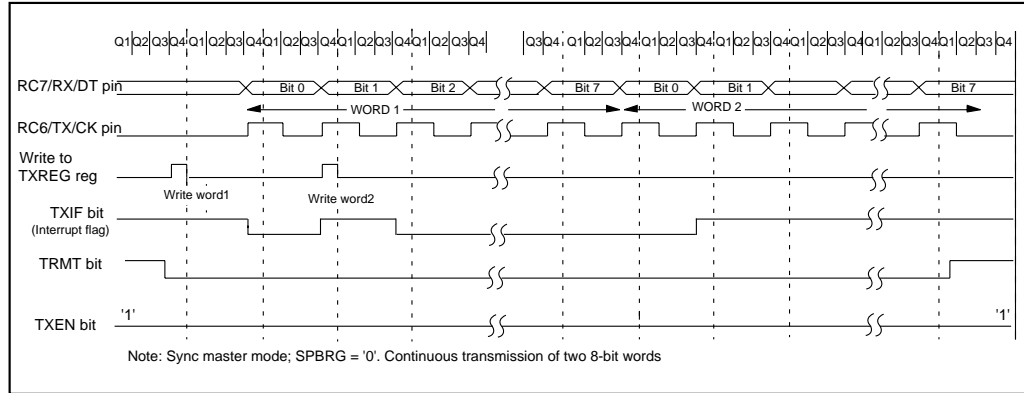 Q1 Q2 Q3 Q4 Q1 Q2 Q3 Q4 Q1 Q2 Q3 Q4 Q1 Q2 Q3 Q4 Q1 Q2 Q3 Q4 Q3 Q4 Q1 Q2 Q3 Q4 Q1 Q2 Q3 Q4 Q1 Q2 Q3 Q4 Q1 Q2 Q3 Q4 Q1 Q2 Q3 Q4 Q1 Q2 Q3 Q4
RC7/RX/DT pin Bit 0 Bit 1 Bit 2 Bit 7 Bit 0 Bit 1 Bit 7
WORD 1 WORD 2
RC6/TX/CK pin
Write to
TXREG reg
Write word1 Write word2
TXIF bit
(Interrupt flag)
TRMT bit
'1' '1'
TXEN bit
Note: Sync master mode; SPBRG = '0'. Continuous transmission of two 8-bit words